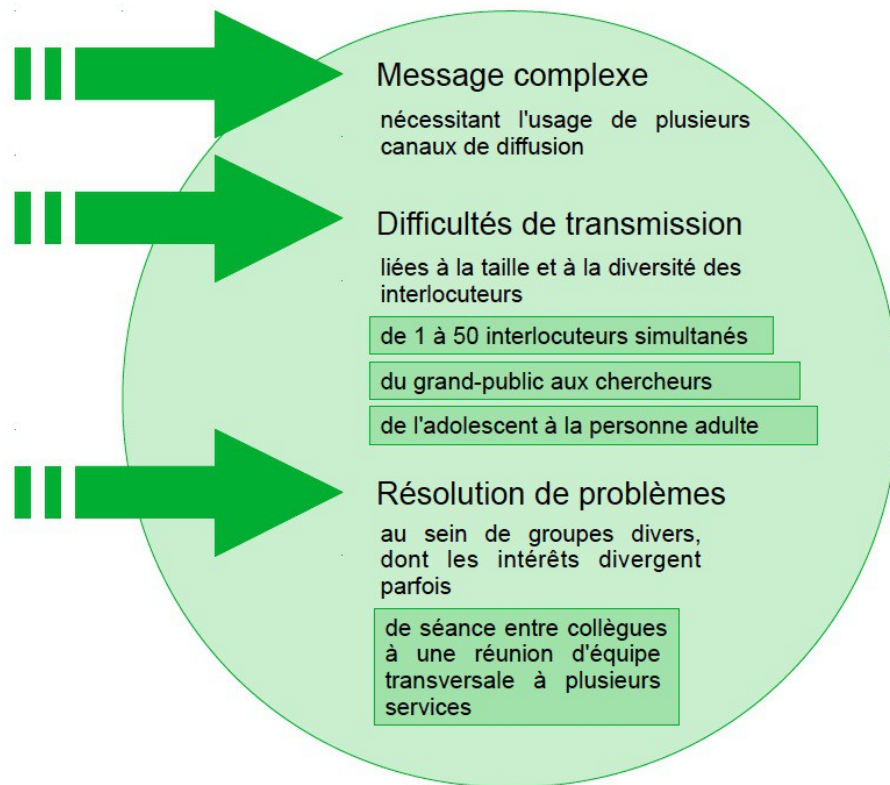 Message complexe
nécessitant l'usage de plusieurs
canaux de diffusion
Difficultés de transmission
liées à la taille et à la diversité des
interlocuteurs
de 1 à 50 interlocuteurs simultanés
du grand-public aux chercheurs
de l'adolescent à la personne adulte
Résolution de problèmes
au sein de groupes divers,
dont les intérêts divergent
parfois
de séance entre collègues
à une réunion d'équipe
transversale à plusieurs
services